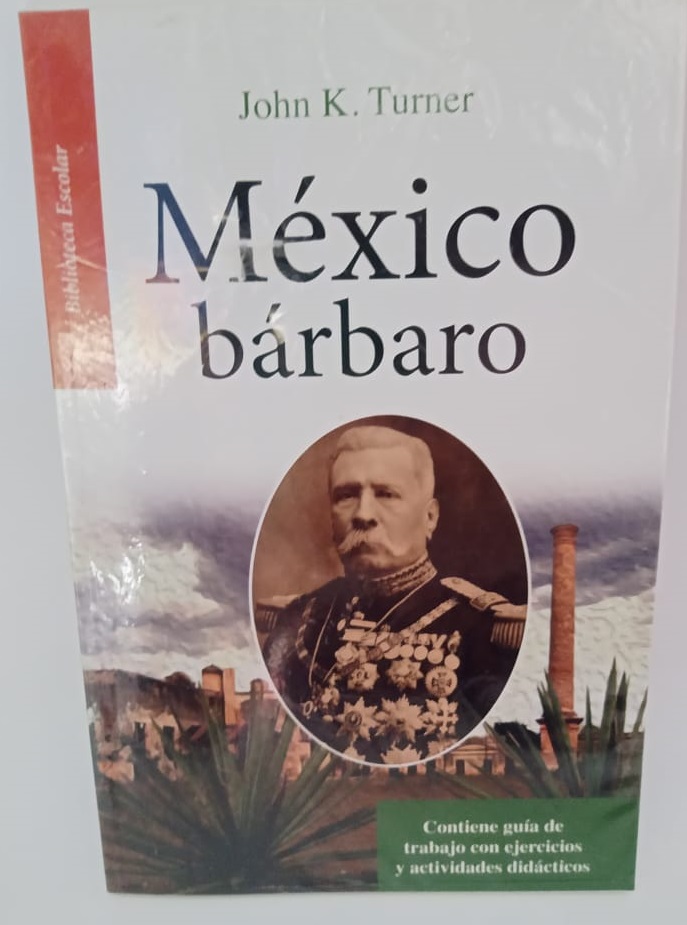 Biblioteca Escolar
John K. Turner
México
bárbaro
Contiene guía de
trabajo con ejercicios
y actividades didácticos